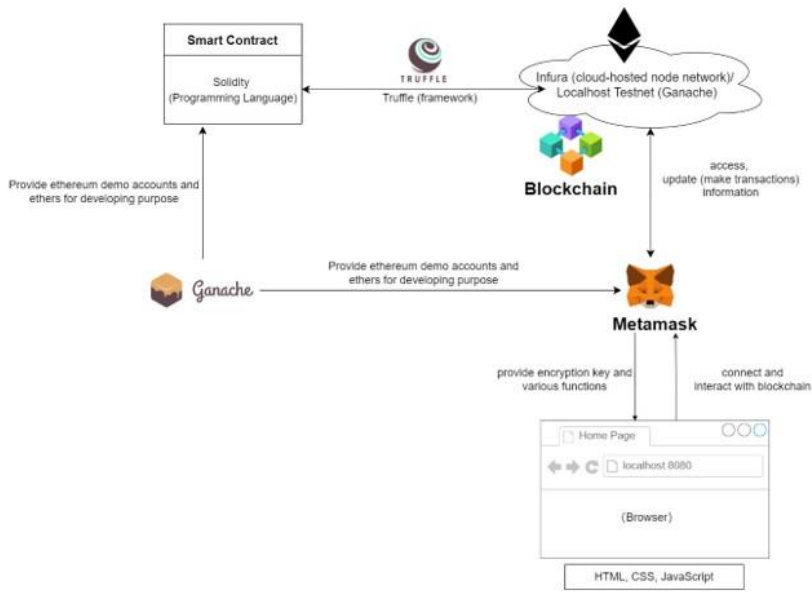 Smart Contract
Solidity
(Programming Language)
TRUFFLE
Truffle (framework)
Infura (cloud-hosted node network)/
Localhost Testnet (Ganache)
Blockchain
access,
update (make transactions)
Information
Provide ethereum demo accounts and
ethers for developing purpose
Ganache
Provide ethereum demo accounts and
ethers for developing purpose
Metamask
provide encryption key and
various functions
connect and
interact with blockchain
Home Page
localhost:8080
(Browser)
HTML, CSS, JavaScript